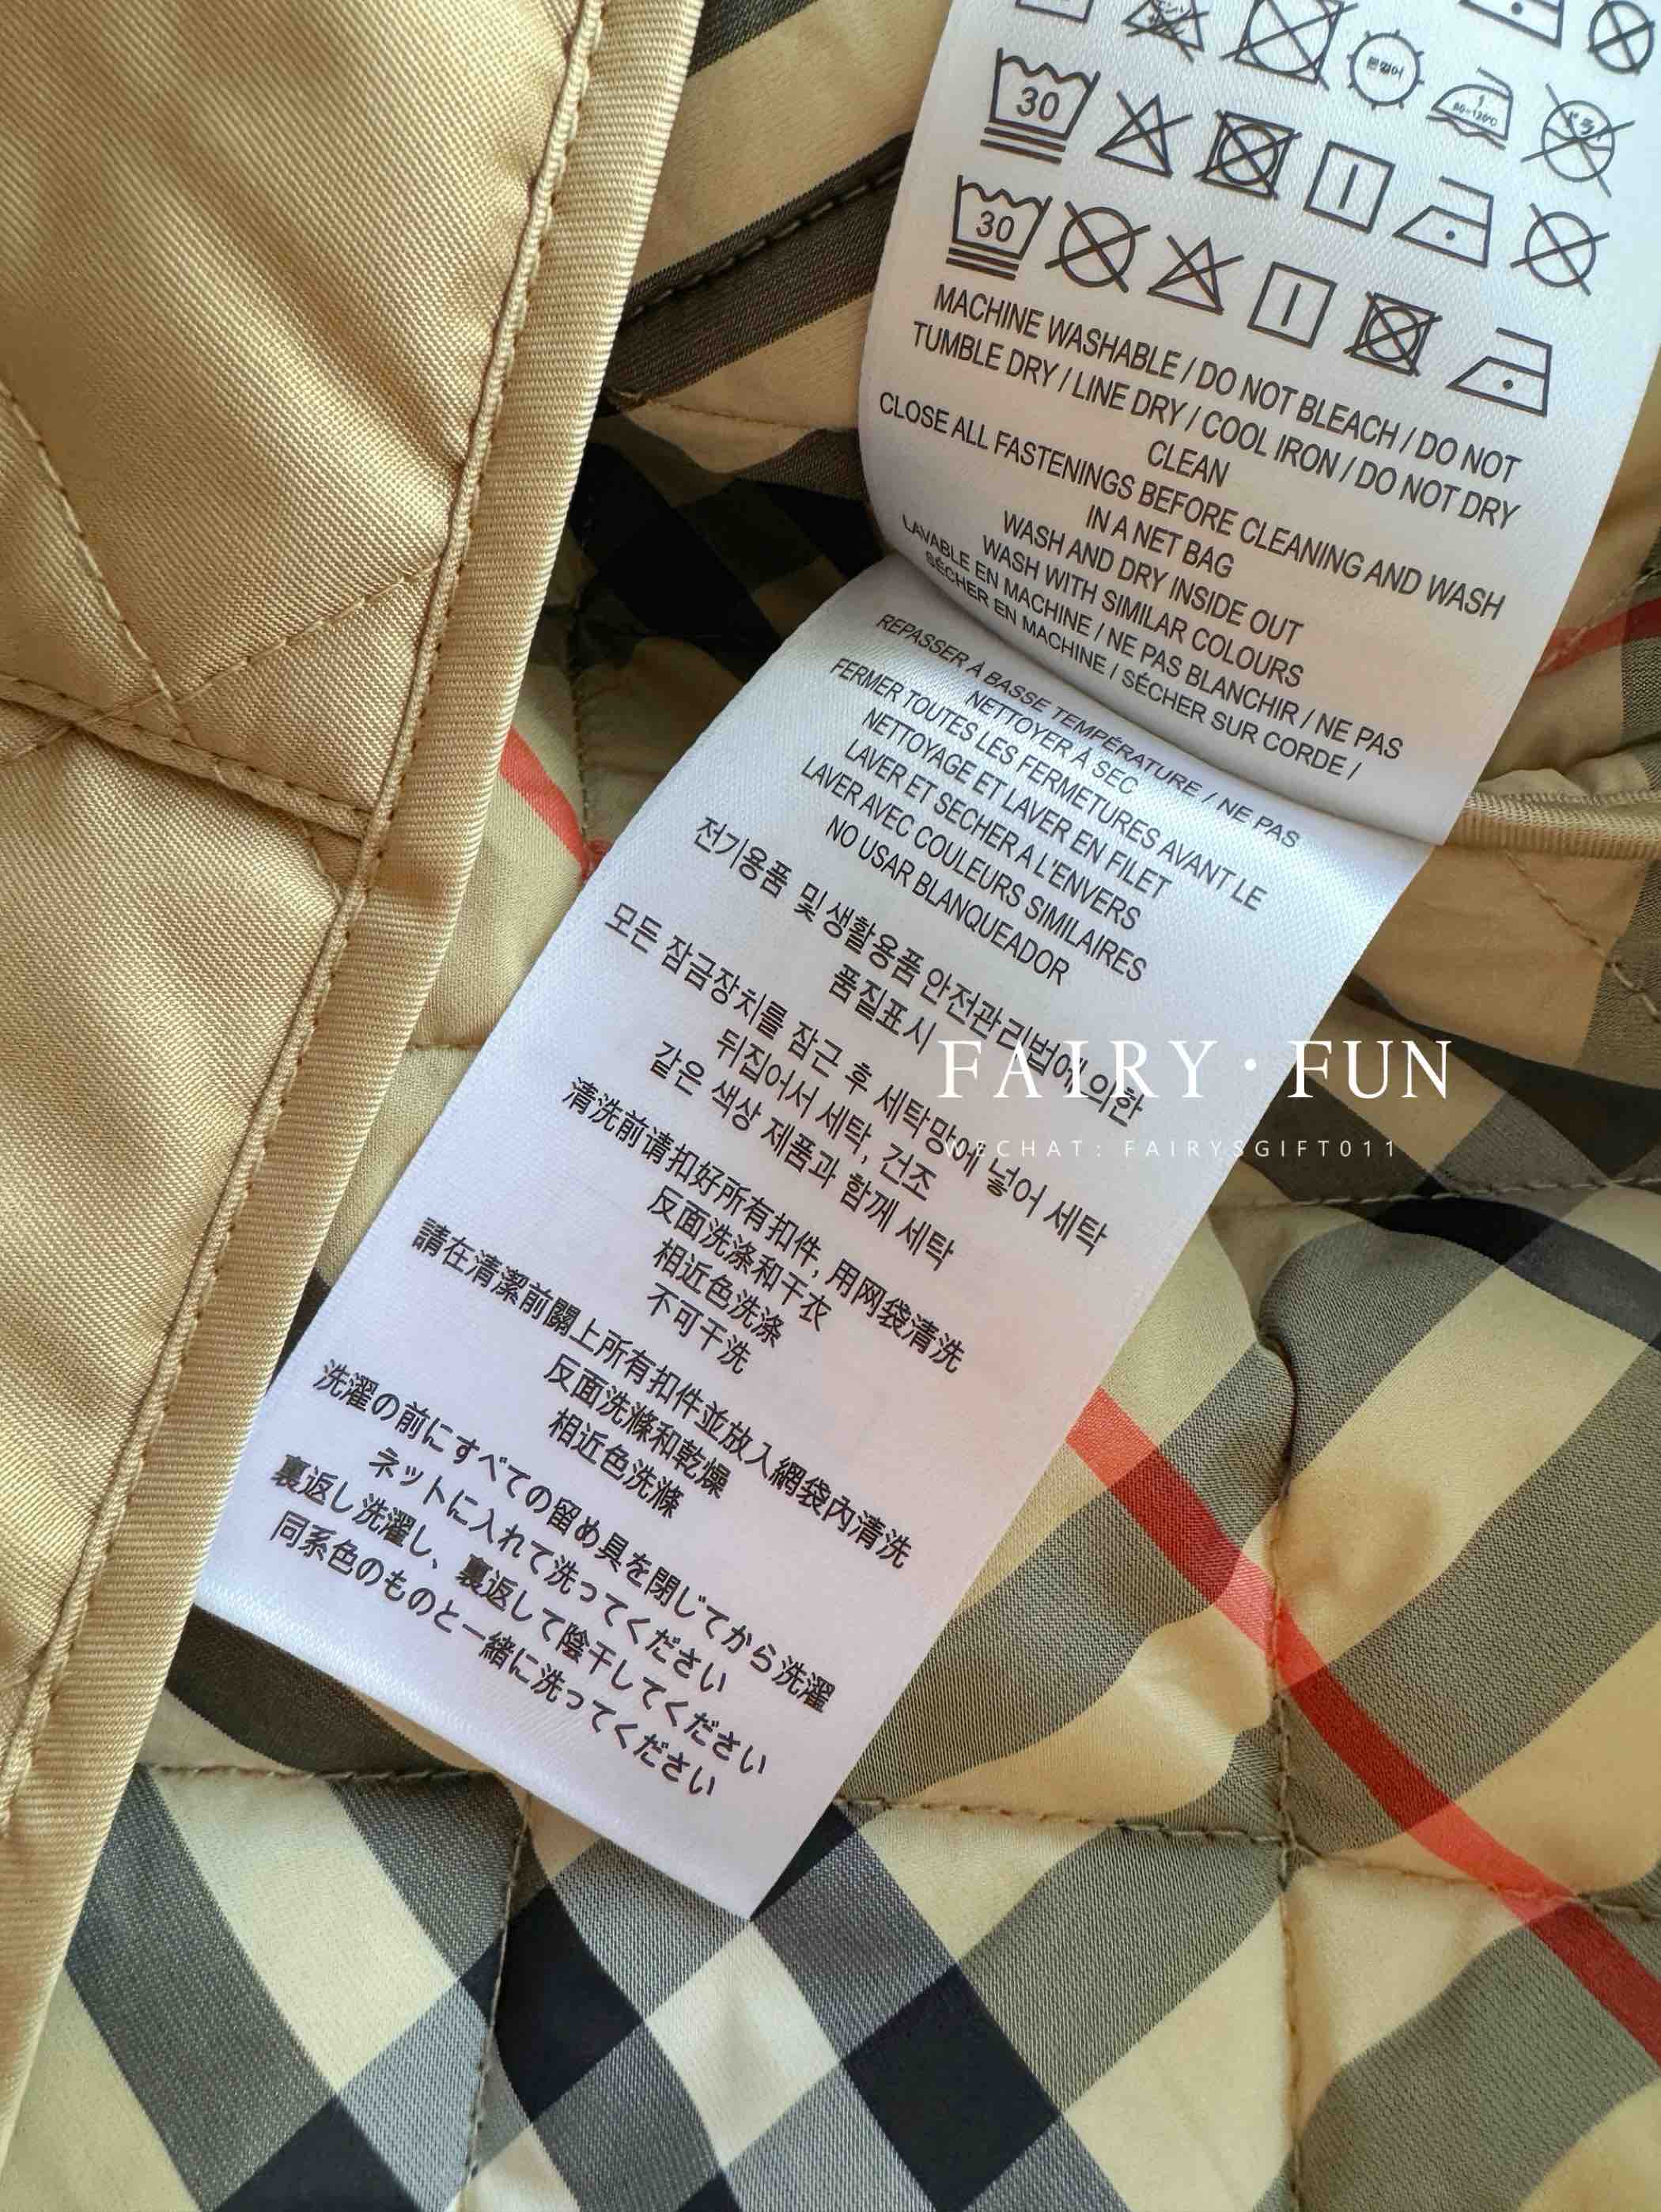 본껍어
1
80~120℃
ドライ
30
30
MACHINE WASHABLE / DO NOT BLEACH / DO NOT
TUMBLE DRY / LINE DRY / COOL IRON / DO NOT DRY
CLEAN
CLOSE ALL FASTENINGS BEFORE CLEANING AND WASH
IN A NET BAG
WASH AND DRY INSIDE OUT
WASH WITH SIMILAR COLOURS
LAVABLE EN MACHINE / NE PAS BLANCHIR / NE PAS
SÉCHER EN MACHINE / SÉCHER SUR CORDE /
REPASSER À BASSE TEMPÉRATURE / NE PAS
NETTOYER À SEC
FERMER TOUTES LES FERMETURES AVANT LE
NETTOYAGE ET LAVER EN FILET
LAVER ET SECHER A L'ENVERS
LAVER AVEC COULEURS SIMILAIRES
NO USAR BLANQUEADOR
전기용품 및 생활용품 안전관리법에 의한
품질표시
모든 잠금장치를 잠근 후 세탁망에 넣어 세탁
뒤집어서 세탁, 건조
같은 색상 제품과 함께 세탁
清洗前请扣好所有扣件, 用网袋清洗
反面洗涤和干衣
相近色洗涤
不可干洗
請在清潔前關上所有扣件並放入網袋內清洗
反面洗滌和乾燥
相近色洗滌
洗濯の前にすべての留め具を閉じてから洗濯
ネットに入れて洗ってください
裏返し洗濯し、裏返して陰干してください
同系色のものと一緒に洗ってください
FAIRY·FUN
WECHAT: FAIRYSGIFT011